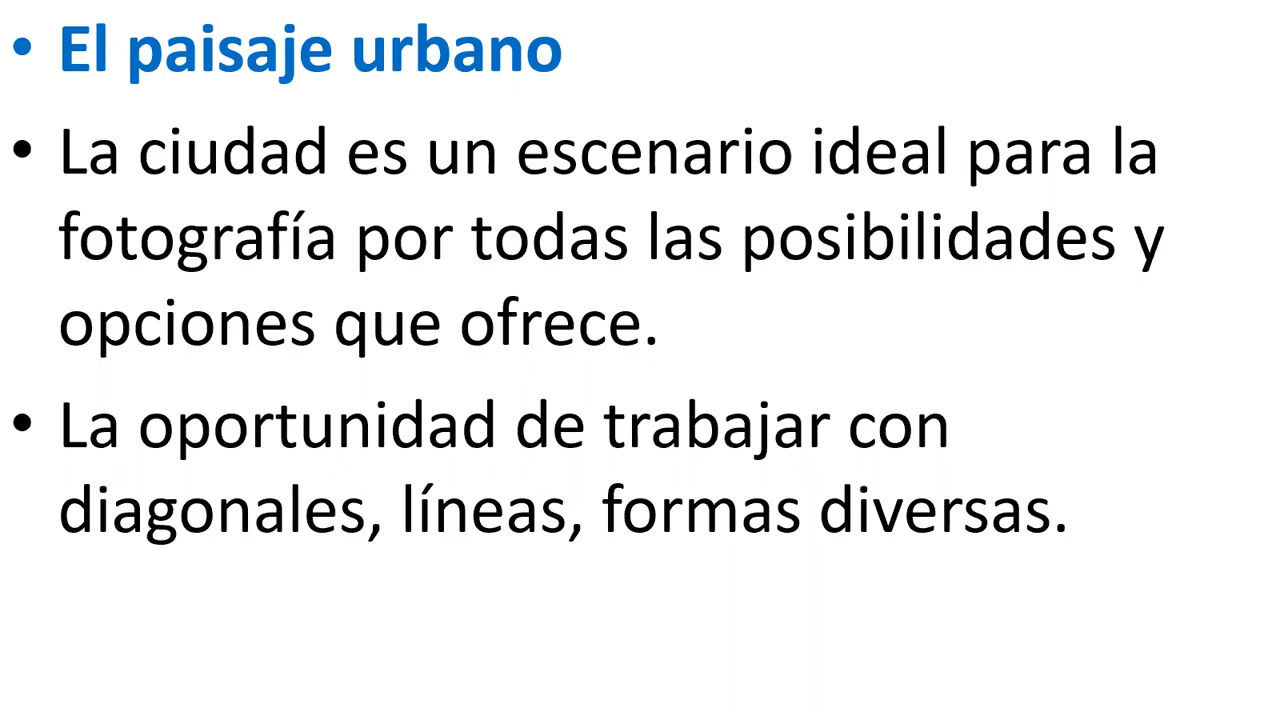 • El paisaje urbano
• La ciudad es un escenario ideal para la
fotografía por todas las posibilidades y
opciones que ofrece.
• La oportunidad de trabajar con
diagonales, líneas, formas diversas.